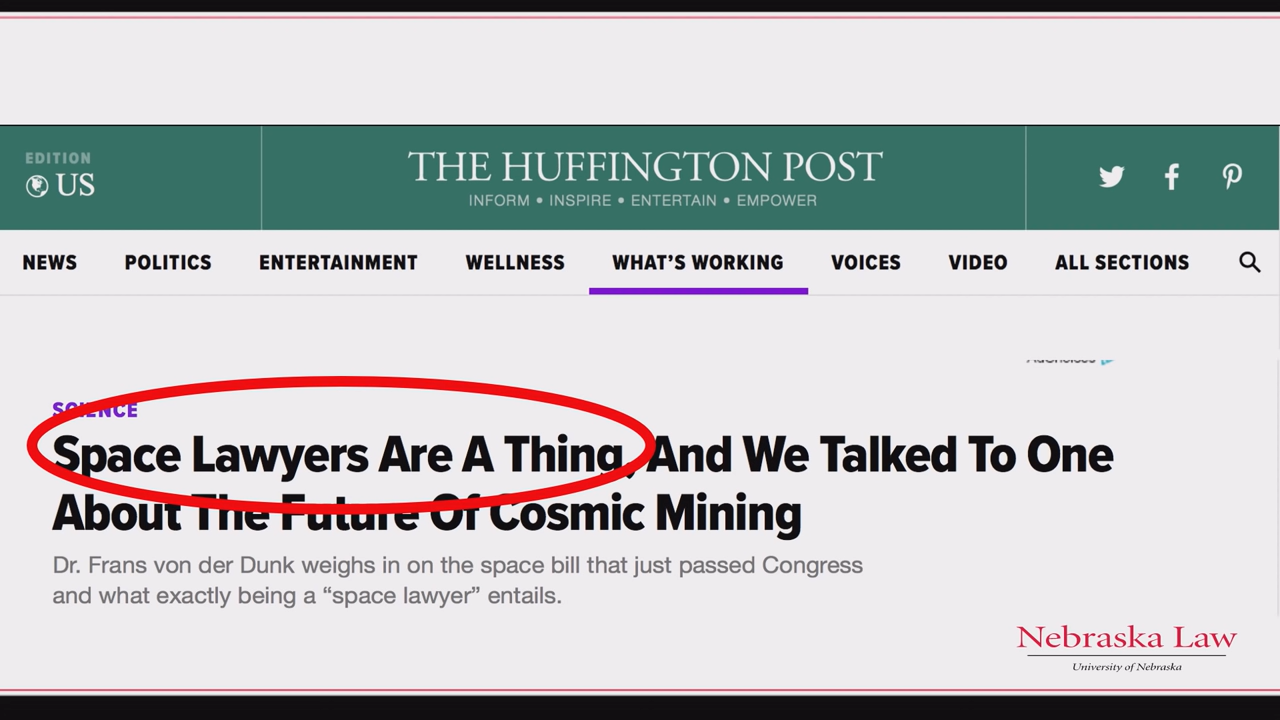 EDITION
US
THE HUFFINGTON POST
INFORM • INSPIRE • ENTERTAIN • EMPOWER
NEWS POLITICS ENTERTAINMENT WELLNESS WHAT'S WORKING VOICES VIDEO ALL SECTIONS
SCIENCE
Space Lawyers Are A Thing, And We Talked To One
About The Future Of Cosmic Mining
Dr. Frans von der Dunk weighs in on the space bill that just passed Congress
and what exactly being a “space lawyer” entails.
Nebraska Law
University of Nebraska